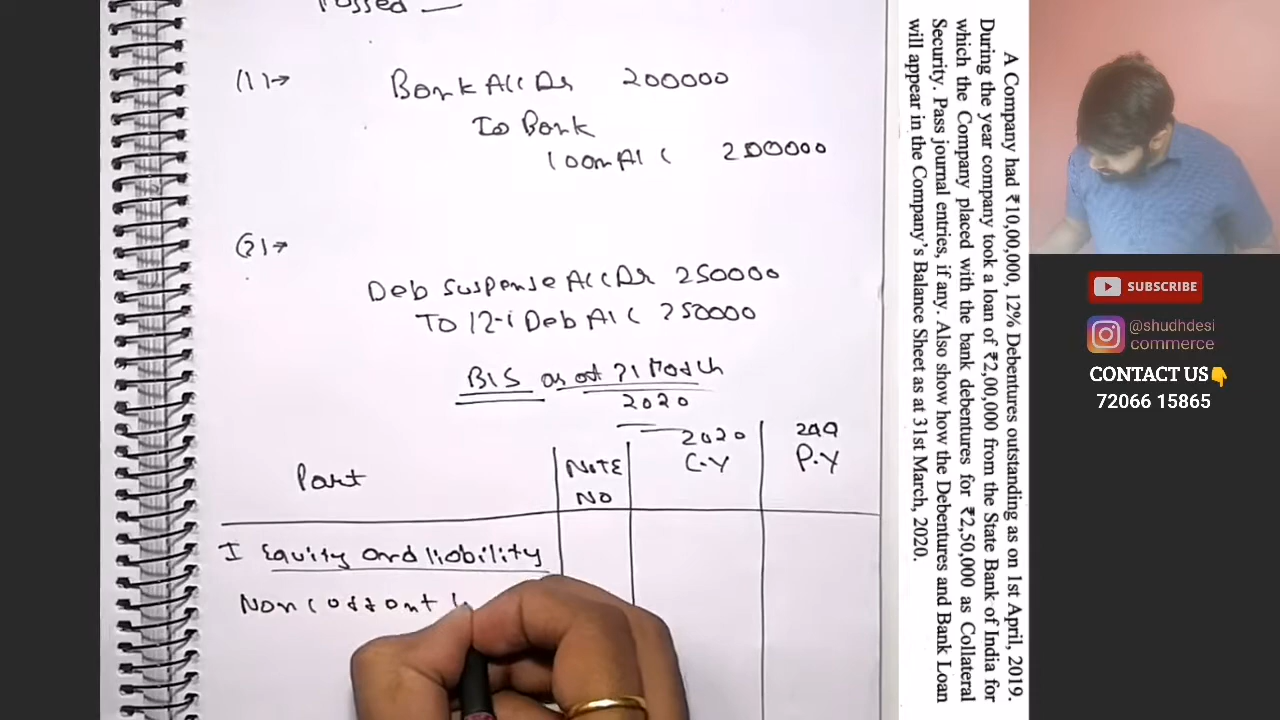 Passed
(1)→ Bank A/c Dr 200000
To Bank
loan A/c 200000
(2)→
Deb Suspense A/c Dr 250000
To 12% Deb A/c 250000
B/S as at 31 March
2020
Part
NOTE
NO
2020
C.Y
2019
P.Y
I Equity and liability
Non current
A Company had ₹10,00,000, 12% Debentures outstanding as on 1st April, 2019.
During the year company took a loan of ₹2,00,000 from the State Bank of India for
which the Company placed with the bank debentures for ₹2,50,000 as Collateral
Security. Pass journal entries, if any. Also show how the Debentures and Bank Loan
will appear in the Company's Balance Sheet as at 31st March, 2020.
SUBSCRIBE
@shudhdesi
commerce
CONTACT US👇
72066 15865